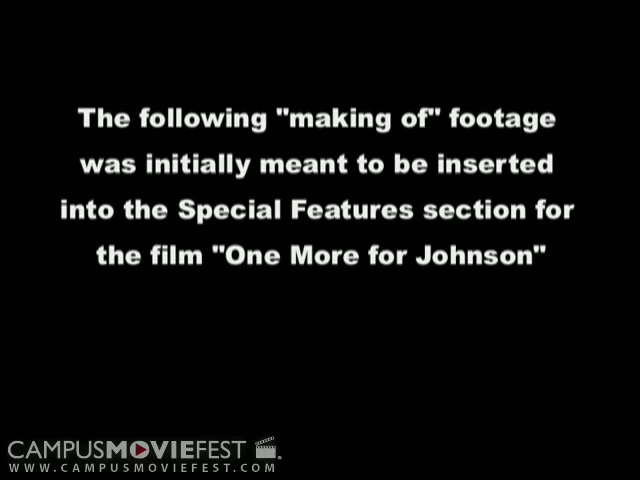 The following "making of" footage
was initially meant to be inserted
into the Special Features section for
the film "One More for Johnson"
CAMPUSMOVIEFEST
WWW.CAMPUSMOVIEFEST.COM